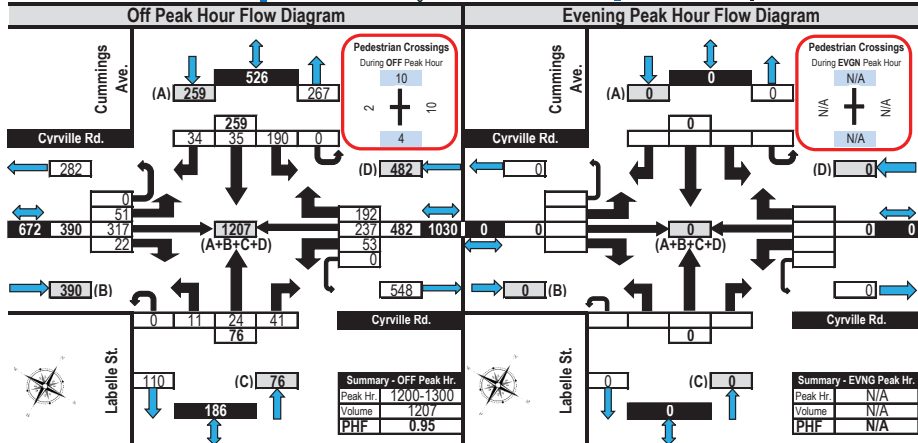 Off Peak Hour Flow Diagram
Cummings Ave.
Pedestrian Crossings
During OFF Peak Hour
10
2
10
4
526
(A) 259
267
259
34 35 190 0
Cyrville Rd.
282
(D) 482
0
51
317
22
672 390
1207
(A+B+C+D)
192
237
53
0
482 1030
390 (B)
548
0 11 24 41
76
Cyrville Rd.
Labelle St.
110
(C) 76
186
Summary - OFF Peak Hr.
Peak Hr. 1200-1300
Volume 1207
PHF 0.95
Evening Peak Hour Flow Diagram
Cummings Ave.
Pedestrian Crossings
During EVGN Peak Hour
N/A
N/A
N/A
N/A
0
(A) 0
0
0
Cyrville Rd.
0
(D) 0
0 0
0
(A+B+C+D)
0 0
0 (B)
0
0
Cyrville Rd.
Labelle St.
0
(C) 0
0
Summary - EVNG Peak Hr.
Peak Hr. N/A
Volume N/A
PHF N/A